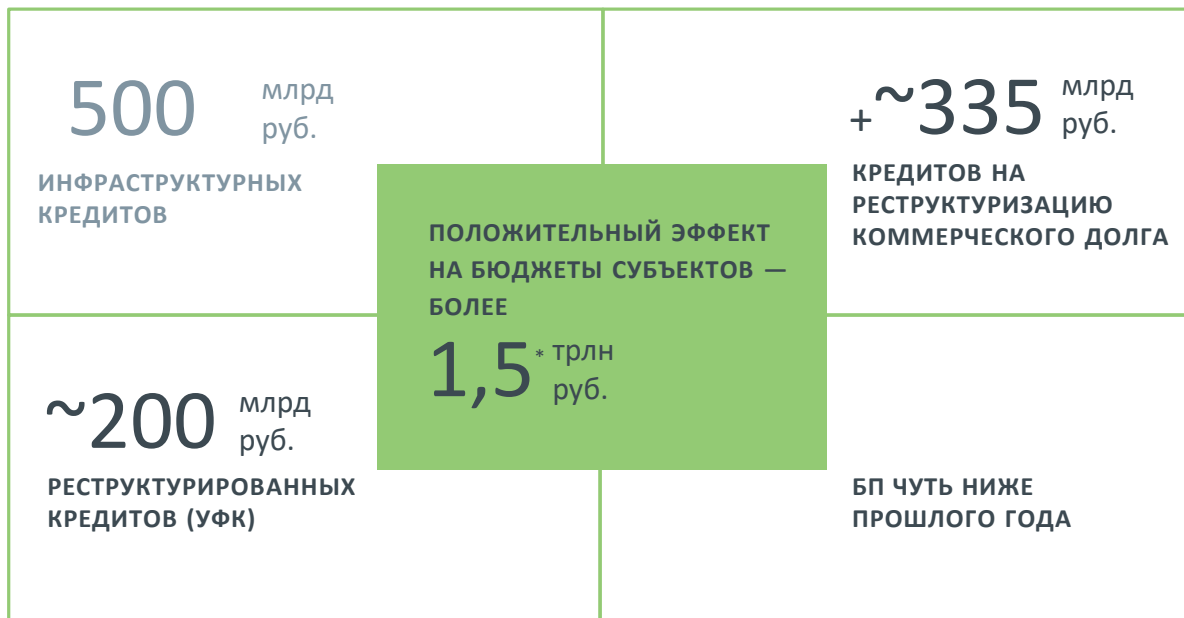 500 млрд
руб.
ИНФРАСТРУКТУРНЫХ
КРЕДИТОВ
+~335 млрд
руб.
КРЕДИТОВ НА
РЕСТРУКТУРИЗАЦИЮ
КОММЕРЧЕСКОГО ДОЛГА
ПОЛОЖИТЕЛЬНЫЙ ЭФФЕКТ
НА БЮДЖЕТЫ СУБЪЕКТОВ —
БОЛЕЕ
1,5* трлн
руб.
~200 млрд
руб.
РЕСТРУКТУРИРОВАННЫХ
КРЕДИТОВ (УФК)
БП ЧУТЬ НИЖЕ
ПРОШЛОГО ГОДА